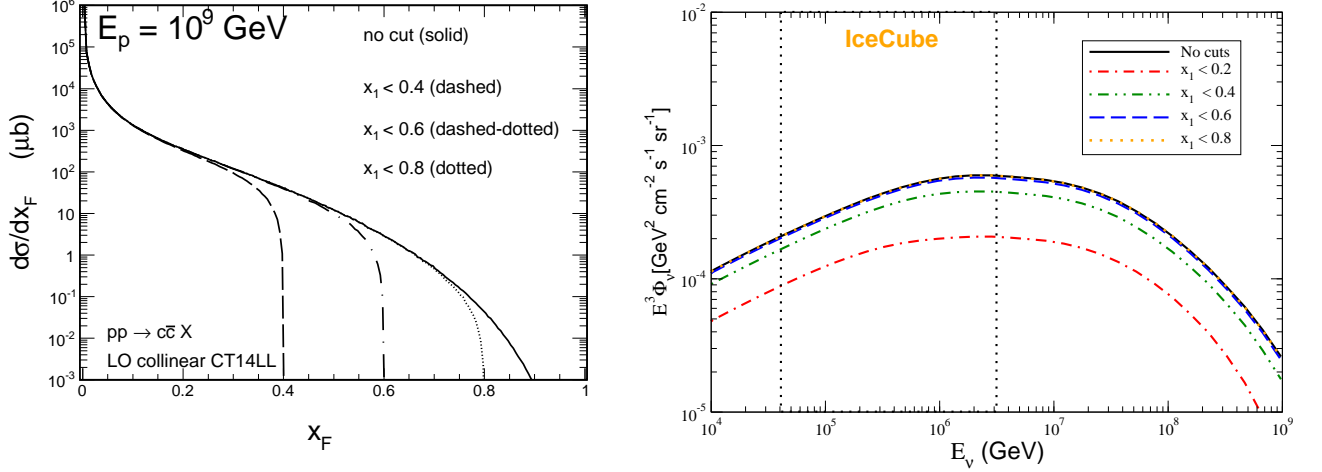 E_p = 10^9 GeV
no cut (solid)
x_1 < 0.4 (dashed)
x_1 < 0.6 (dashed-dotted)
x_1 < 0.8 (dotted)
pp → cc̄ X
LO collinear CT14LL
dσ/dx_F (μb)
10^6
10^5
10^4
10^3
10^2
10
1
10^-1
10^-2
10^-3
0 0.2 0.4 0.6 0.8 1
x_F
IceCube
No cuts
x_1 < 0.2
x_1 < 0.4
x_1 < 0.6
x_1 < 0.8
E^3Φ_ν[GeV^2 cm^-2 s^-1 sr^-1]
10^-2
10^-3
10^-4
10^-5
10^4 10^5 10^6 10^7 10^8 10^9
E_ν (GeV)